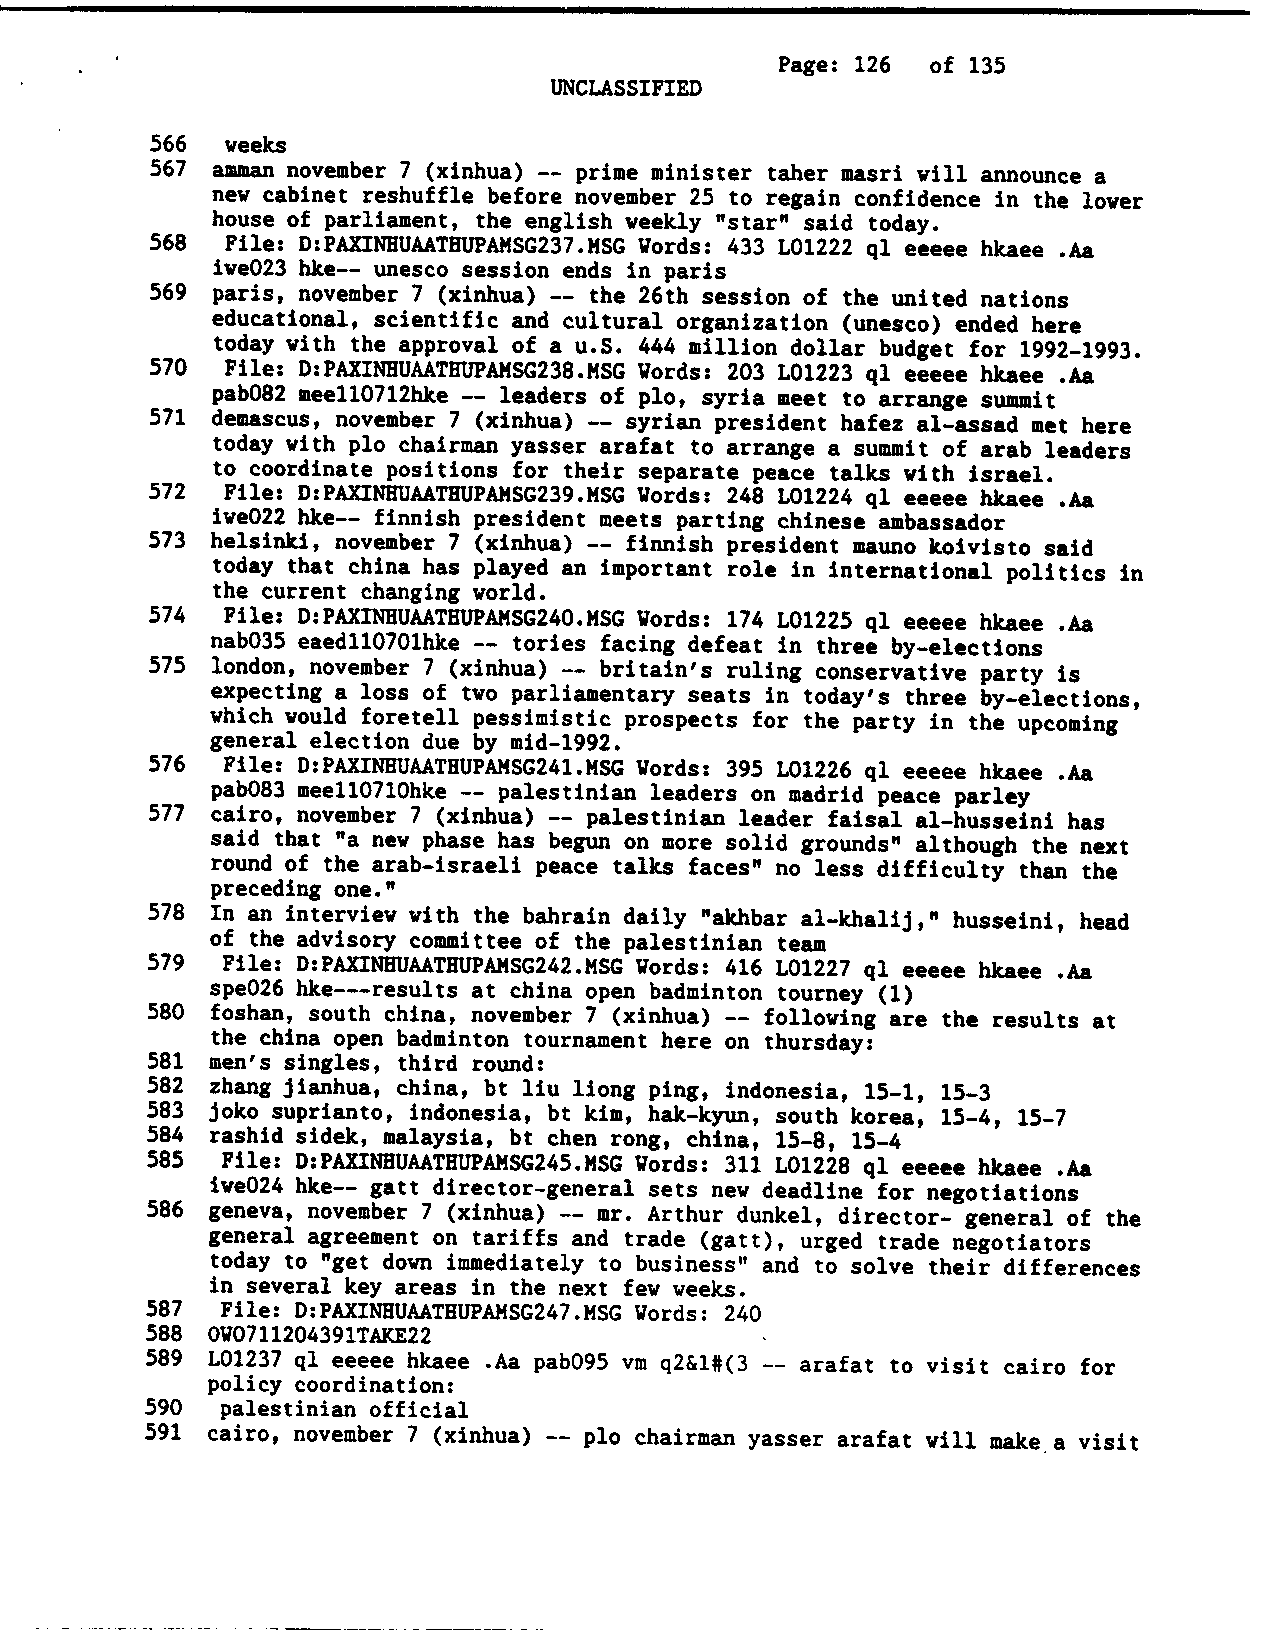 Page: 126 of 135
UNCLASSIFIED
566 weeks
567 amman november 7 (xinhua) -- prime minister taher masri will announce a
new cabinet reshuffle before november 25 to regain confidence in the lower
house of parliament, the english weekly "star" said today.
568 File: D:PAXINHUAATHUPAMSG237.MSG Words: 433 L01222 ql eeeee hkaee .Aa
iwe023 hke-- unesco session ends in paris
569 paris, november 7 (xinhua) -- the 26th session of the united nations
educational, scientific and cultural organization (unesco) ended here
today with the approval of a u.S. 444 million dollar budget for 1992-1993.
570 File: D:PAXINHUAATHUPAMSG238.MSG Words: 203 L01223 ql eeeee hkaee .Aa
pab082 meel10712hke -- leaders of plo, syria meet to arrange summit
571 demascus, november 7 (xinhua) -- syrian president hafez al-assad met here
today with plo chairman yasser arafat to arrange a summit of arab leaders
to coordinate positions for their separate peace talks with israel.
572 File: D:PAXINHUAATHUPAMSG239.MSG Words: 248 L01224 ql eeeee hkaee .Aa
iwe022 hke-- finnish president meets parting chinese ambassador
573 helsinki, november 7 (xinhua) -- finnish president mauno koivisto said
today that china has played an important role in international politics in
the current changing world.
574 File: D:PAXINHUAATHUPAMSG240.MSG Words: 174 L01225 ql eeeee hkaee .Aa
nab035 eaedl10701hke -- tories facing defeat in three by-elections
575 london, november 7 (xinhua) -- britain's ruling conservative party is
expecting a loss of two parliamentary seats in today's three by-elections,
which would foretell pessimistic prospects for the party in the upcoming
general election due by mid-1992.
576 File: D:PAXINHUAATHUPAMSG241.MSG Words: 395 L01226 ql eeeee hkaee .Aa
pab083 meel10710hke -- palestinian leaders on madrid peace parley
577 cairo, november 7 (xinhua) -- palestinian leader faisal al-husseini has
said that "a new phase has begun on more solid grounds" although the next
round of the arab-israeli peace talks faces" no less difficulty than the
preceding one."
578 In an interview with the bahrain daily "akhbar al-khalij," husseini, head
of the advisory committee of the palestinian team
579 File: D:PAXINHUAATHUPAMSG242.MSG Words: 416 L01227 ql eeeee hkaee .Aa
spe026 hke---results at china open badminton tourney (1)
580 foshan, south china, november 7 (xinhua) -- following are the results at
the china open badminton tournament here on thursday:
581 men's singles, third round:
582 zhang jianhua, china, bt liu liong ping, indonesia, 15-1, 15-3
583 joko suprianto, indonesia, bt kim, hak-kyun, south korea, 15-4, 15-7
584 rashid sidek, malaysia, bt chen rong, china, 15-8, 15-4
585 File: D:PAXINHUAATHUPAMSG245.MSG Words: 311 L01228 ql eeeee hkaee .Aa
iwe024 hke-- gatt director-general sets new deadline for negotiations
586 geneva, november 7 (xinhua) -- mr. Arthur dunkel, director- general of the
general agreement on tariffs and trade (gatt), urged trade negotiators
today to "get down immediately to business" and to solve their differences
in several key areas in the next few weeks.
587 File: D:PAXINHUAATHUPAMSG247.MSG Words: 240
588 OWO711204391TAKE22
589 L01237 ql eeeee hkaee .Aa pab095 vm q2&1#(3 -- arafat to visit cairo for
policy coordination:
590 palestinian official
591 cairo, november 7 (xinhua) -- plo chairman yasser arafat will make a visit